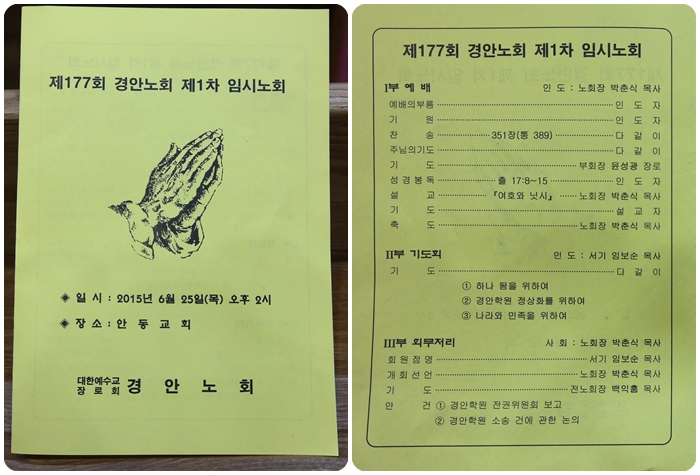 제177회 경안노회 제1차 임시노회
◈ 일 시 : 2015년 6월 25일(목) 오후 2시
◈ 장 소 : 안 동 교 회
대한예수교
장 로 회 경 안 노 회
제177회 경안노회 제1차 임시노회
I부 예 배 인 도 : 노회장 박춘식 목사
예배의부름 인 도 자
기 원 인 도 자
찬 송 351장(통 389) 다 같 이
주님의기도 다 같 이
기 도 부회장 윤성광 장로
성 경 봉 독 출 17:8~15 인 도 자
설 교 『여호와 닛시』 노회장 박춘식 목사
기 도 설 교 자
축 도 노회장 박춘식 목사
II부 기도회 인 도 : 서기 임보순 목사
기 도 다 같 이
① 하나 됨을 위하여
② 경안학원 정상화를 위하여
③ 나라와 민족을 위하여
III부 회무처리 사 회 : 노회장 박춘식 목사
회 원 점 명 서기 임보순 목사
개 회 선 언 노회장 박춘식 목사
기 도 전노회장 백익흠 목사
안 건 ① 경안학원 전권위원회 보고
② 경안학원 소송 건에 관한 논의